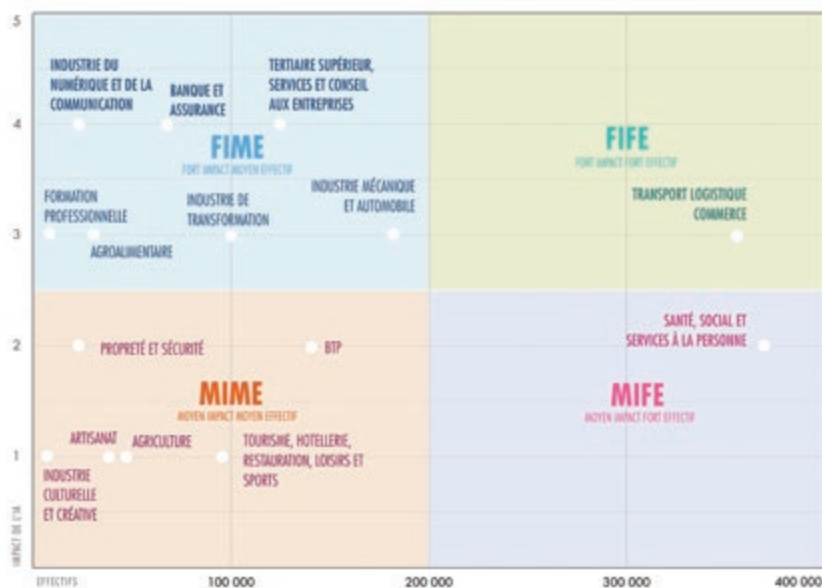 5
INDUSTRIE DU
NUMÉRIQUE ET DE LA
COMMUNICATION
BANQUE ET
ASSURANCE
TERTIAIRE SUPÉRIEUR,
SERVICES ET CONSEIL
AUX ENTREPRISES
4
FIME
FORT IMPACT MOYEN EFFECTIF
FIFE
FORT IMPACT FORT EFFECTIF
FORMATION
PROFESSIONNELLE
INDUSTRIE DE
TRANSFORMATION
INDUSTRIE MÉCANIQUE
ET AUTOMOBILE
TRANSPORT LOGISTIQUE
COMMERCE
3
AGROALIMENTAIRE
2
PROPRETÉ ET SÉCURITÉ
BTP
SANTÉ, SOCIAL ET
SERVICES À LA PERSONNE
MIME
MOYEN IMPACT MOYEN EFFECTIF
MIFE
MOYEN IMPACT FORT EFFECTIF
1
ARTISANAT
AGRICULTURE
TOURISME, HOTELLERIE,
RESTAURATION, LOISIRS ET
SPORTS
INDUSTRIE
CULTURELLE
ET CRÉATIVE
IMPACT DE L'IA
0
EFFECTIFS
100 000
200 000
300 000
400 000